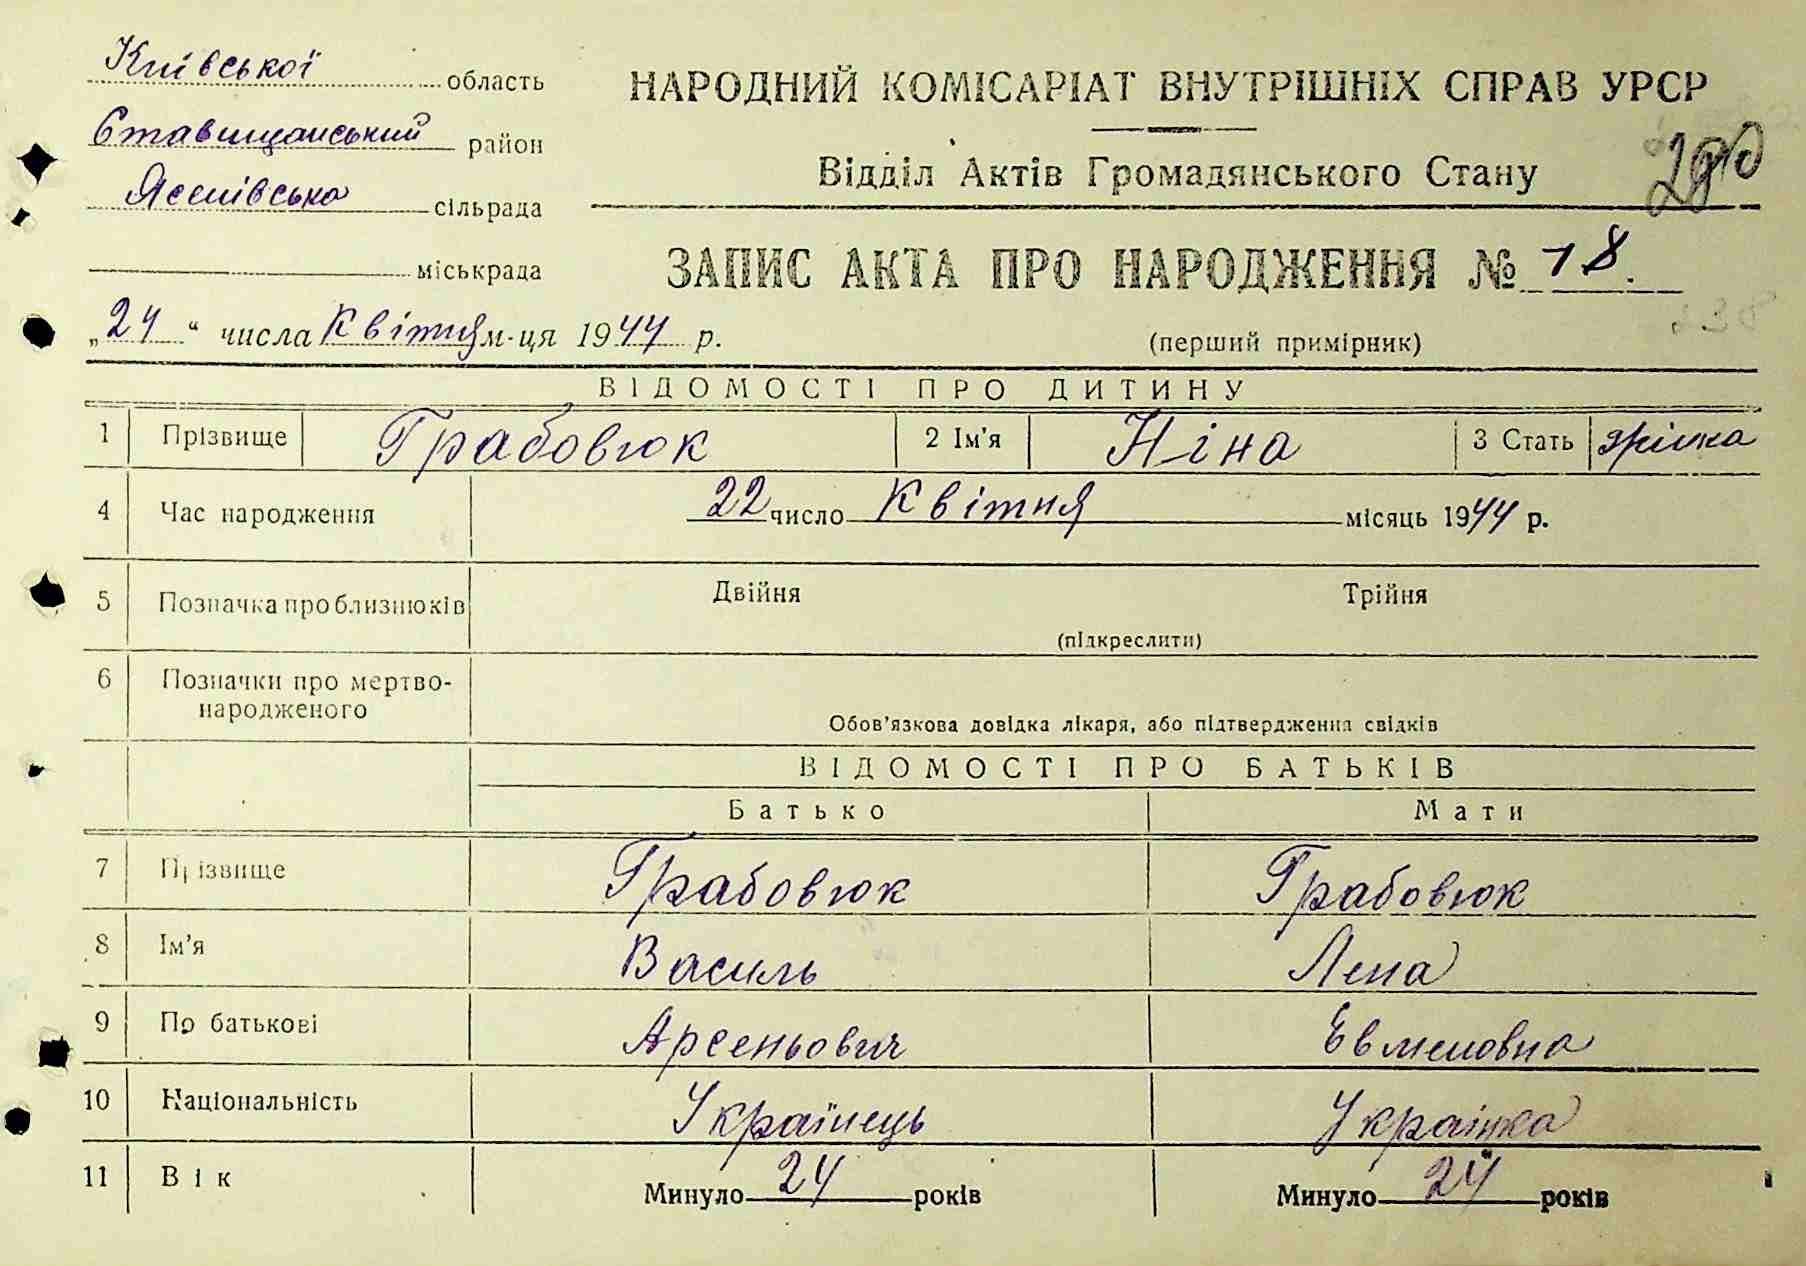 Київської область
Ставищанський район
Ясенівська сільрада
міськрада
НАРОДНИЙ КОМІСАРІАТ ВНУТРІШНІХ СПРАВ УРСР
Відділ Актів Громадянського Стану
ЗАПИС АКТА ПРО НАРОДЖЕННЯ № 18.
„24“ числа Квітня м-ця 1944 р.
(перший примірник)
ВІДОМОСТІ ПРО ДИТИНУ
1 Прізвище Грабовюк 2 Ім'я Ніна 3 Стать жінка
4 Час народження 22 число Квітня місяць 1944 р.
5 Позначка про близнюків Двійня Трійня
(підкреслити)
6 Позначки про мертво-
народженого
Обов'язкова довідка лікаря, або підтвердження свідків
ВІДОМОСТІ ПРО БАТЬКІВ
Батько Мати
7 Прізвище Грабовюк Грабовюк
8 Ім'я Василь Лена
9 По батькові Арсеньович Евменовна
10 Національність Українець Українка
11 Вік Минуло 24 років Минуло 24 років